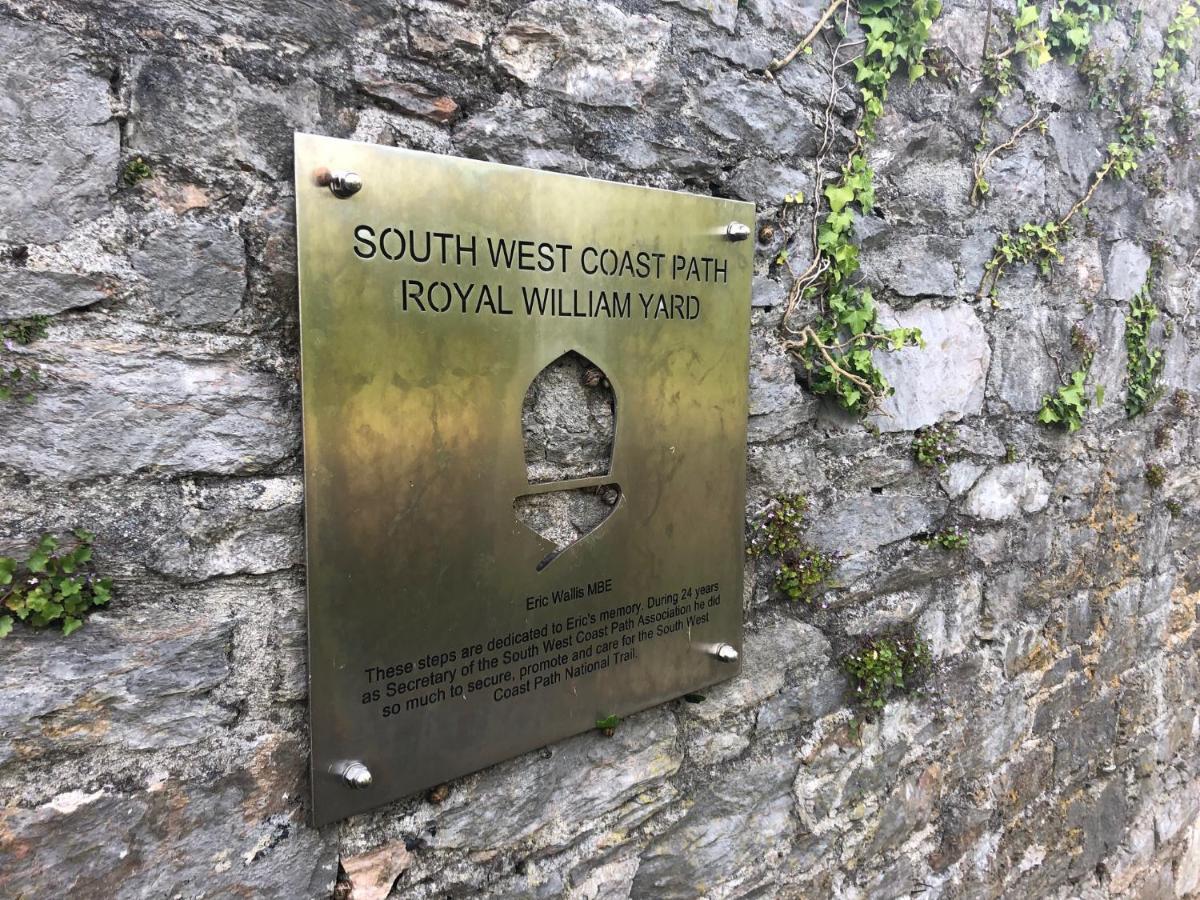 SOUTH WEST COAST PATH
ROYAL WILLIAM YARD
Eric Wallis MBE
These steps are dedicated to Eric's memory. During 24 years
as Secretary of the South West Coast Path Association he did
so much to secure, promote and care for the South West
Coast Path National Trail.